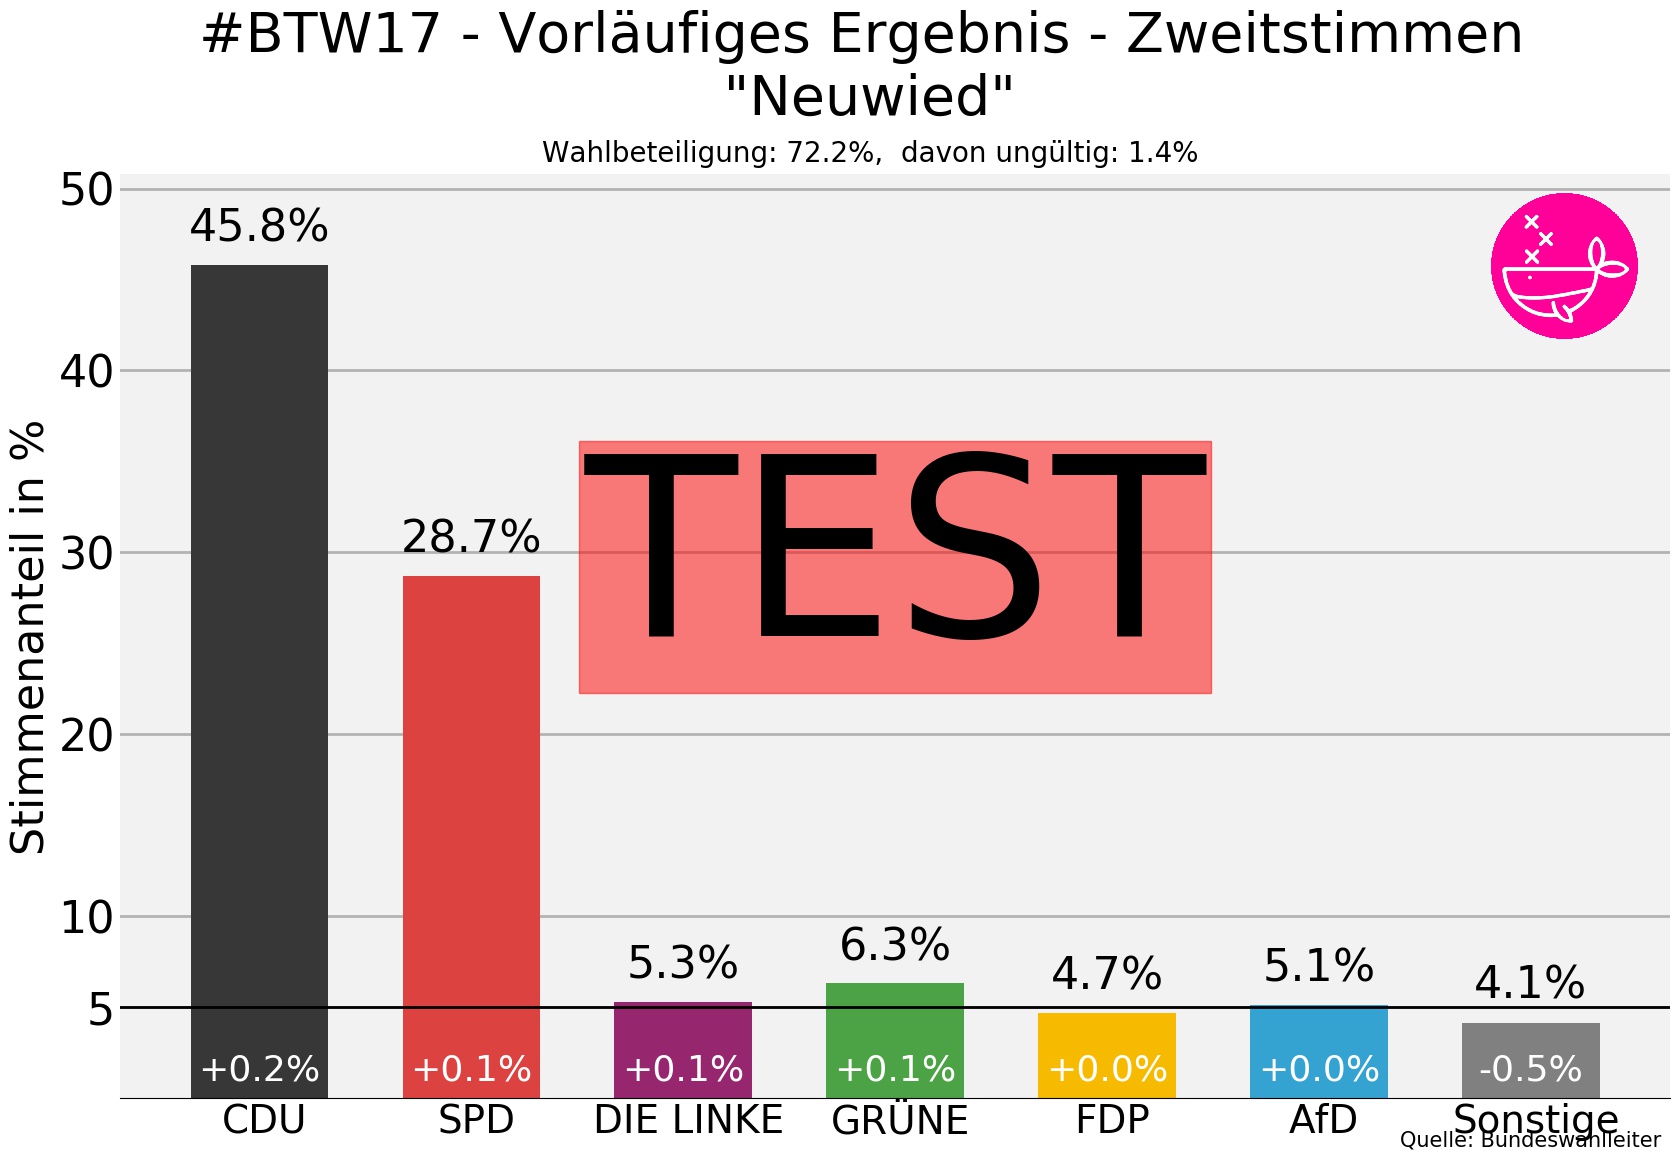 #BTW17 - Vorläufiges Ergebnis - Zweitstimmen
"Neuwied"
Wahlbeteiligung: 72.2%,  davon ungültig: 1.4%
Stimmenanteil in %
50
40
30
20
10
5
45.8%
28.7%
5.3%
6.3%
4.7%
5.1%
4.1%
TEST
+0.2%
+0.1%
+0.1%
+0.1%
+0.0%
+0.0%
-0.5%
CDU
SPD
DIE LINKE
GRÜNE
FDP
AfD
Sonstige
Quelle: Bundeswahlleiter